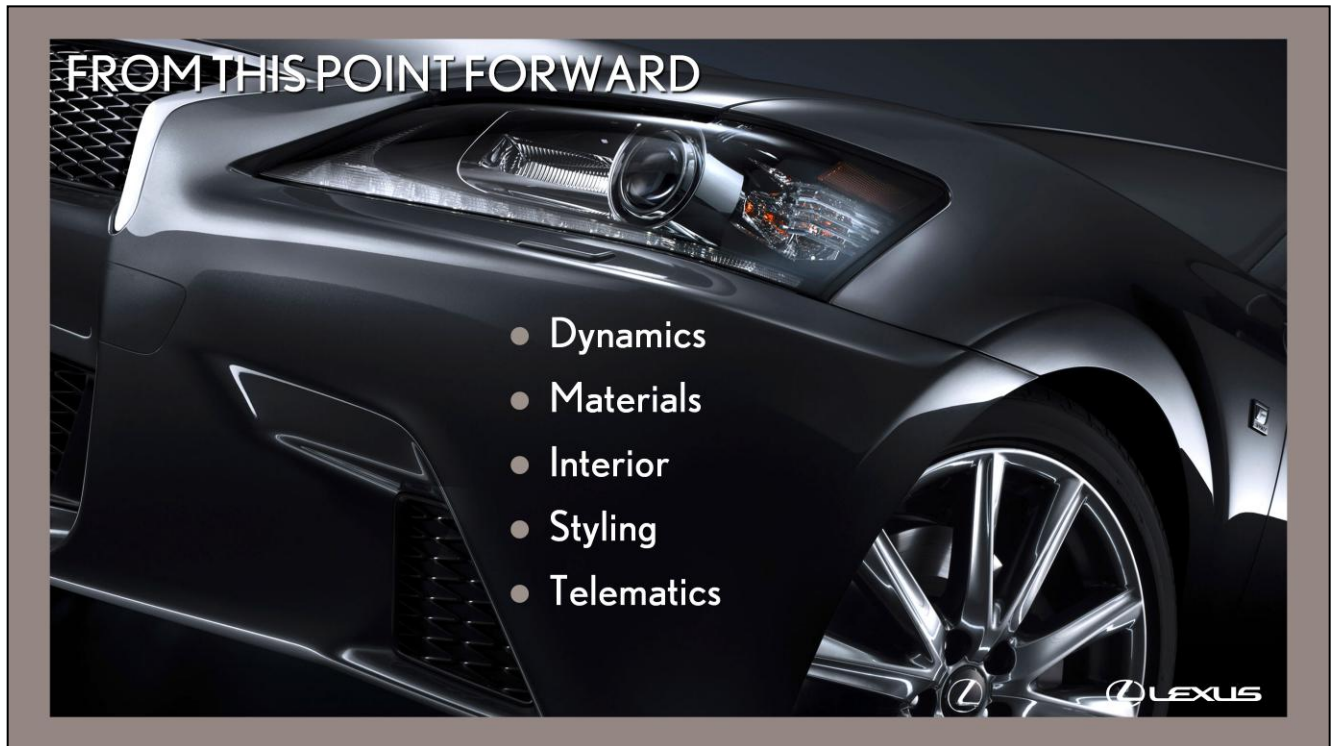 FROM THIS POINT FORWARD
Dynamics
Materials
Interior
Styling
Telematics
LEXUS